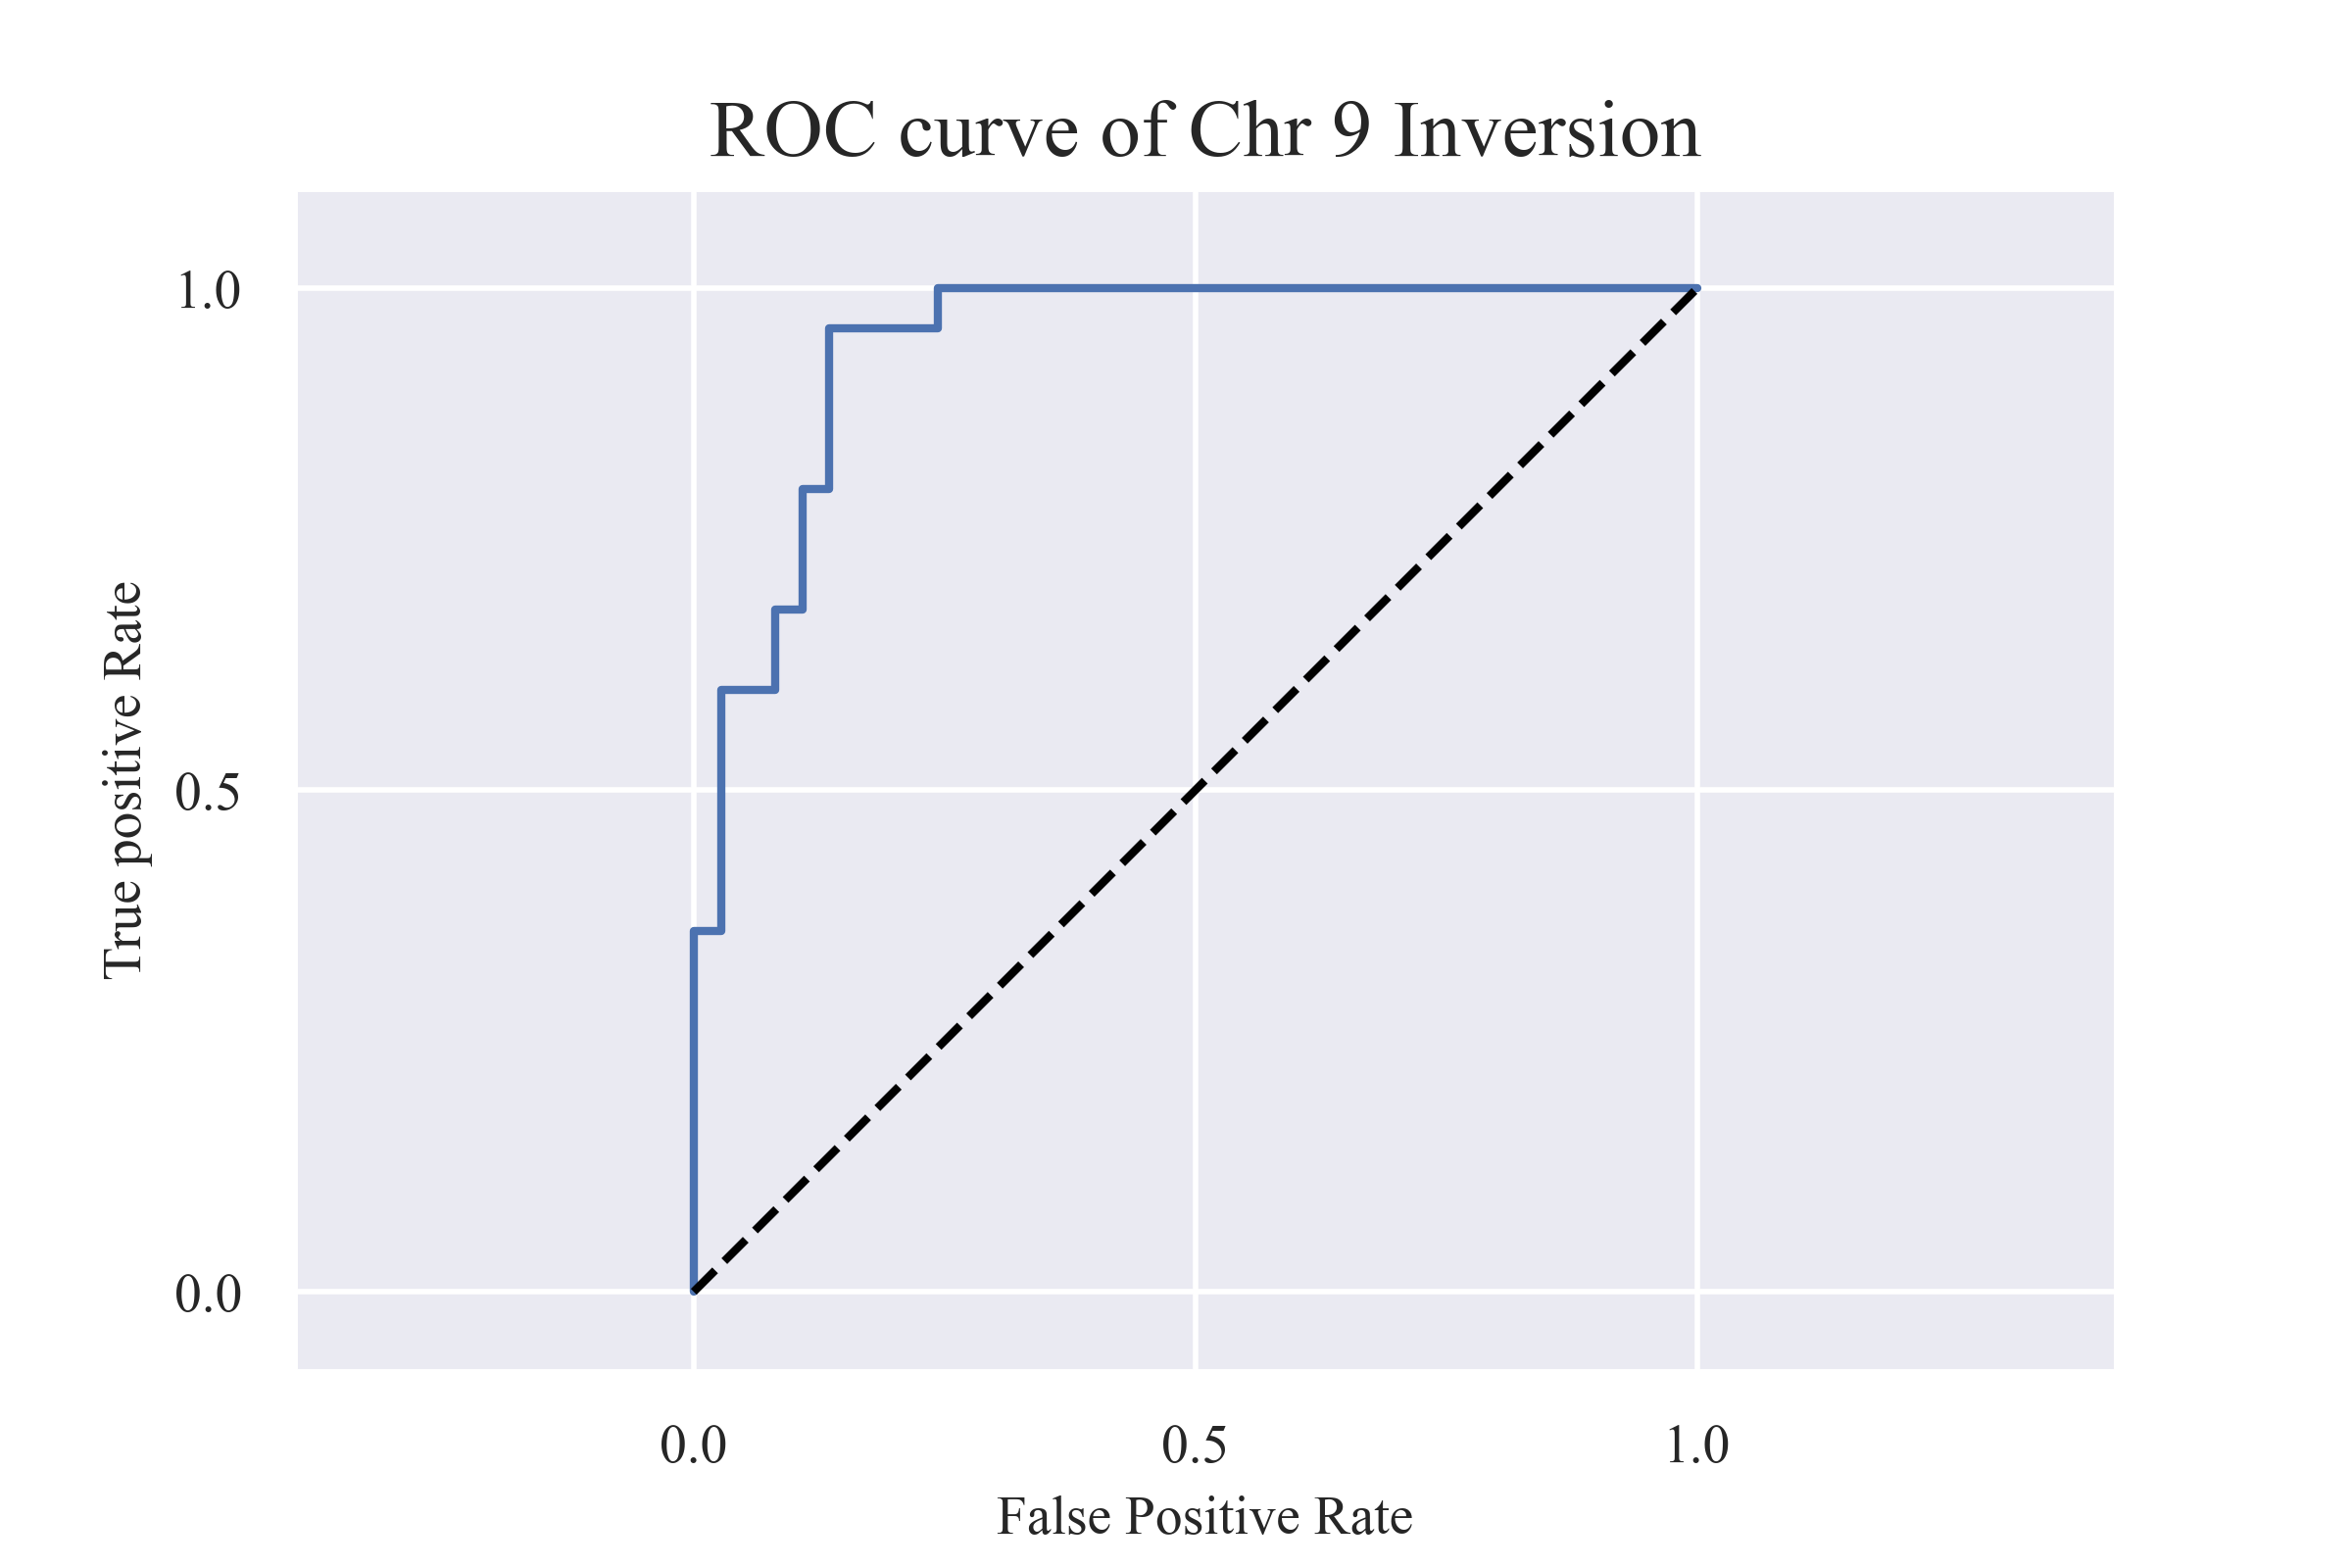 ROC curve of Chr 9 Inversion
True positive Rate
1.0
0.5
0.0
0.0 0.5 1.0
False Positive Rate